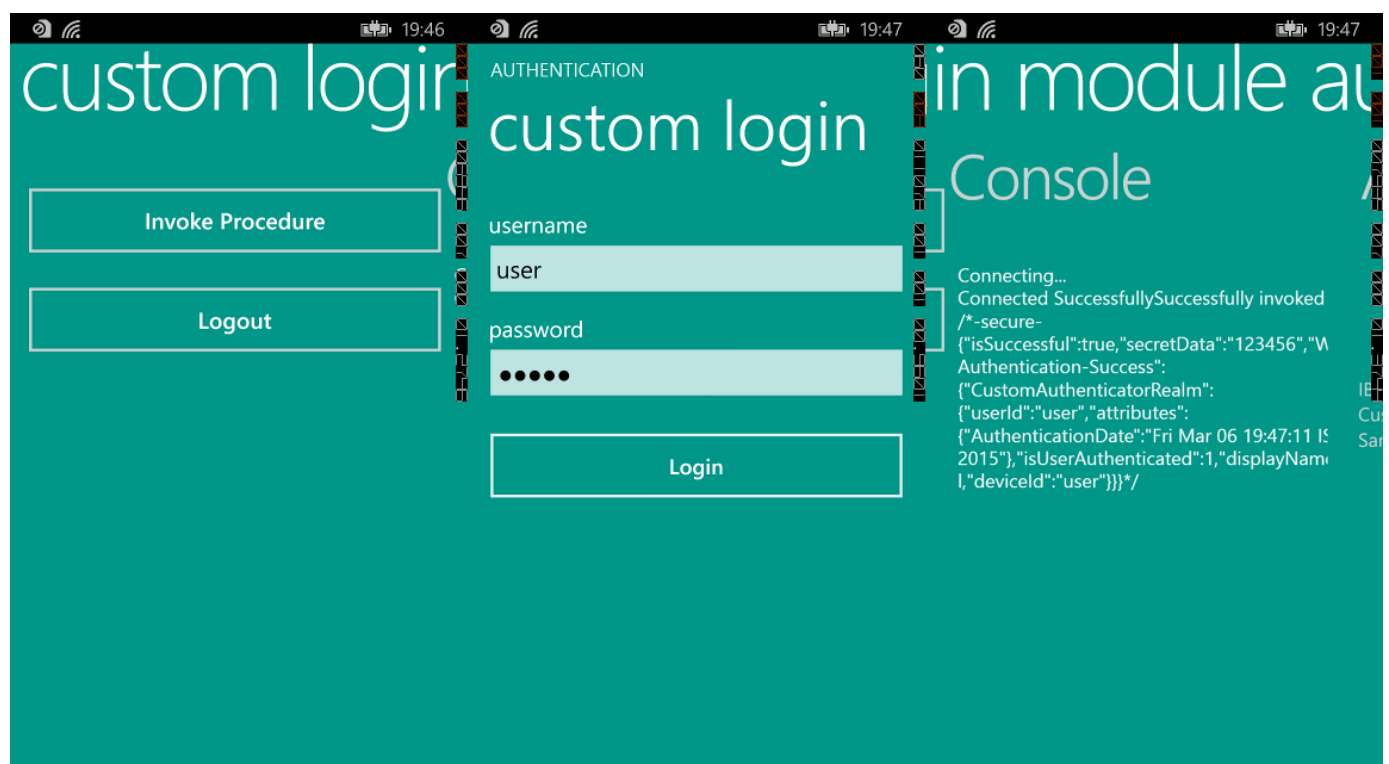 19:46
custom login
Invoke Procedure
Logout
19:47
AUTHENTICATION
custom login
username
user
password
•••••
Login
19:47
in module au
Console
Connecting...
Connected SuccessfullySuccessfully invoked
/*-secure-
{"isSuccessful":true,"secretData":"123456","W
Authentication-Success":
{"CustomAuthenticatorRealm":
{"userId":"user","attributes":
{"AuthenticationDate":"Fri Mar 06 19:47:11 IS
2015"},"isUserAuthenticated":1,"displayName
l,"deviceId":"user"}}}*/
Cus